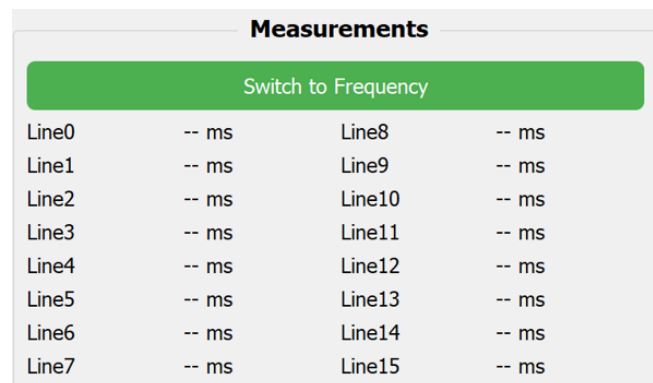 Measurements
Switch to Frequency
Line0 -- ms Line8 -- ms
Line1 -- ms Line9 -- ms
Line2 -- ms Line10 -- ms
Line3 -- ms Line11 -- ms
Line4 -- ms Line12 -- ms
Line5 -- ms Line13 -- ms
Line6 -- ms Line14 -- ms
Line7 -- ms Line15 -- ms